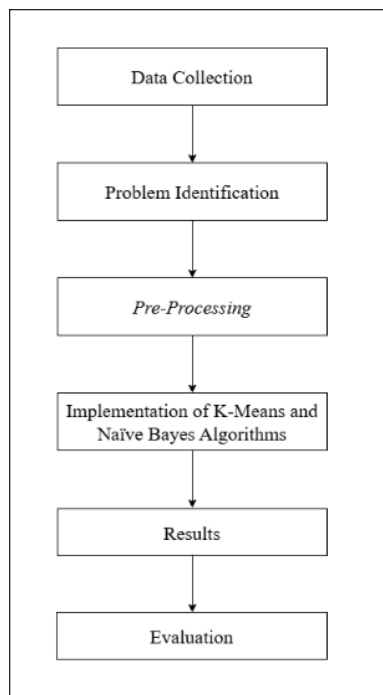 Data Collection
Problem Identification
Pre-Processing
Implementation of K-Means and
Naïve Bayes Algorithms
Results
Evaluation